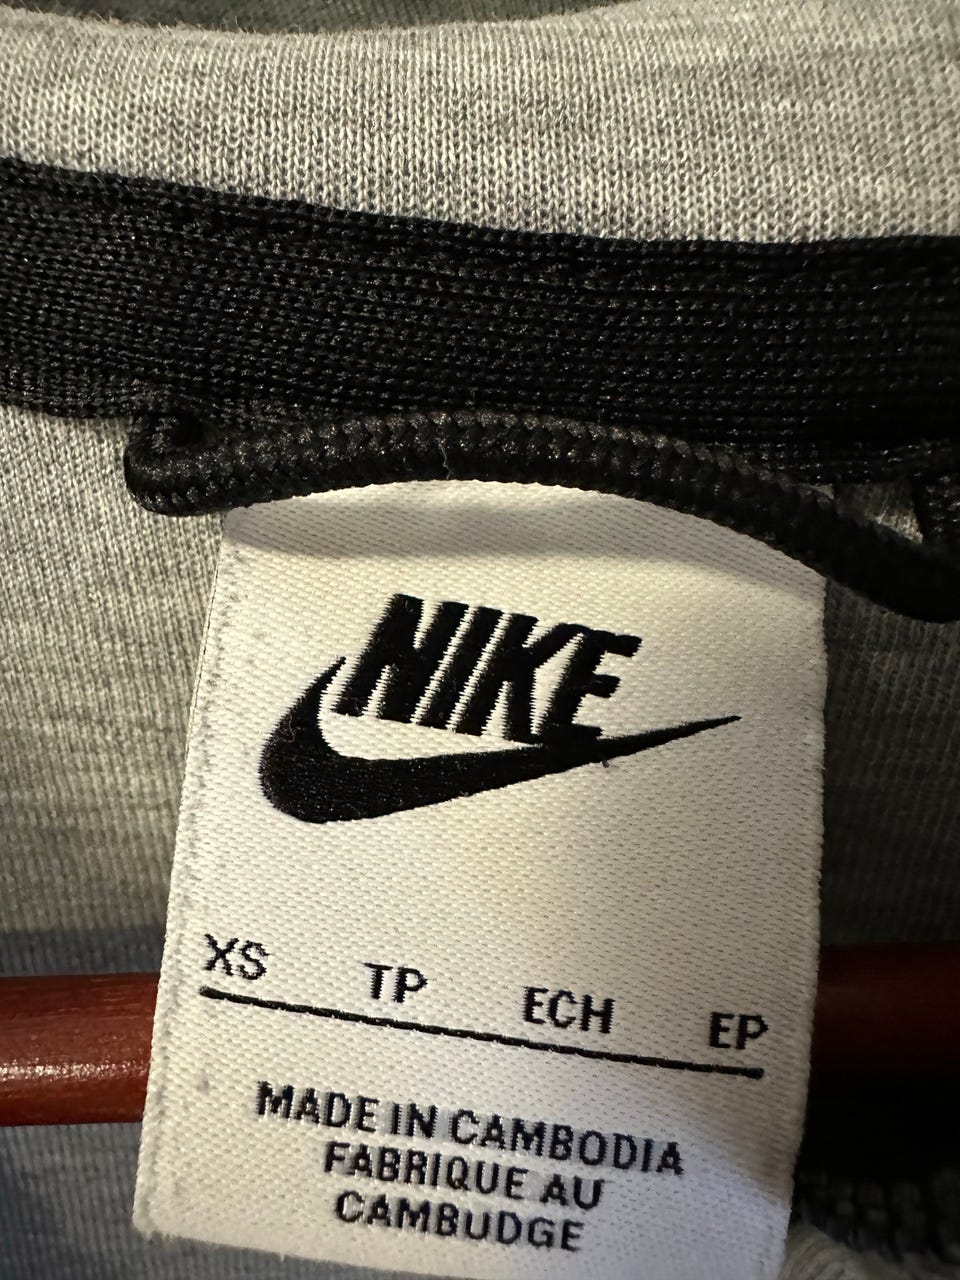 NIKE
XS TP ECH EP
MADE IN CAMBODIA
FABRIQUE AU
CAMBUDGE